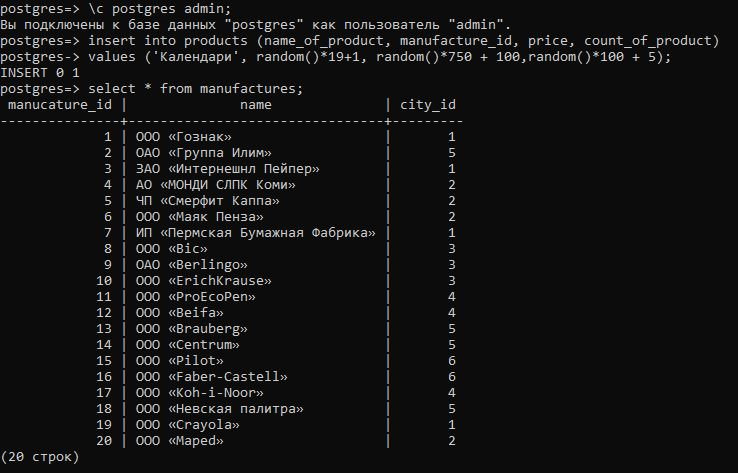 postgres=> \c postgres admin;
Вы подключены к базе данных "postgres" как пользователь "admin".
postgres=> insert into products (name_of_product, manufacture_id, price, count_of_product)
postgres-> values ('Календари', random()*19+1, random()*750 + 100,random()*100 + 5);
INSERT 0 1
postgres=> select * from manufactures;
 manucature_id |              name              | city_id
---------------+--------------------------------+---------
             1 | ООО «Гознак»                   |       1
             2 | ОАО «Группа Илим»              |       5
             3 | ЗАО «Интернешнл Пейпер»        |       1
             4 | АО «МОНДИ СЛПК Коми»           |       2
             5 | ЧП «Смерфит Каппа»             |       2
             6 | ООО «Маяк Пенза»               |       2
             7 | ИП «Пермская Бумажная Фабрика» |       1
             8 | ООО «Bic»                      |       3
             9 | ОАО «Berlingo»                 |       3
            10 | ООО «ErichKrause»              |       3
            11 | ООО «ProEcoPen»                |       4
            12 | ООО «Beifa»                    |       4
            13 | ООО «Brauberg»                 |       5
            14 | ООО «Centrum»                  |       5
            15 | ООО «Pilot»                    |       6
            16 | ООО «Faber-Castell»            |       6
            17 | ООО «Koh-i-Noor»               |       4
            18 | ООО «Невская палитра»          |       5
            19 | ООО «Crayola»                  |       1
            20 | ООО «Maped»                    |       2
(20 строк)